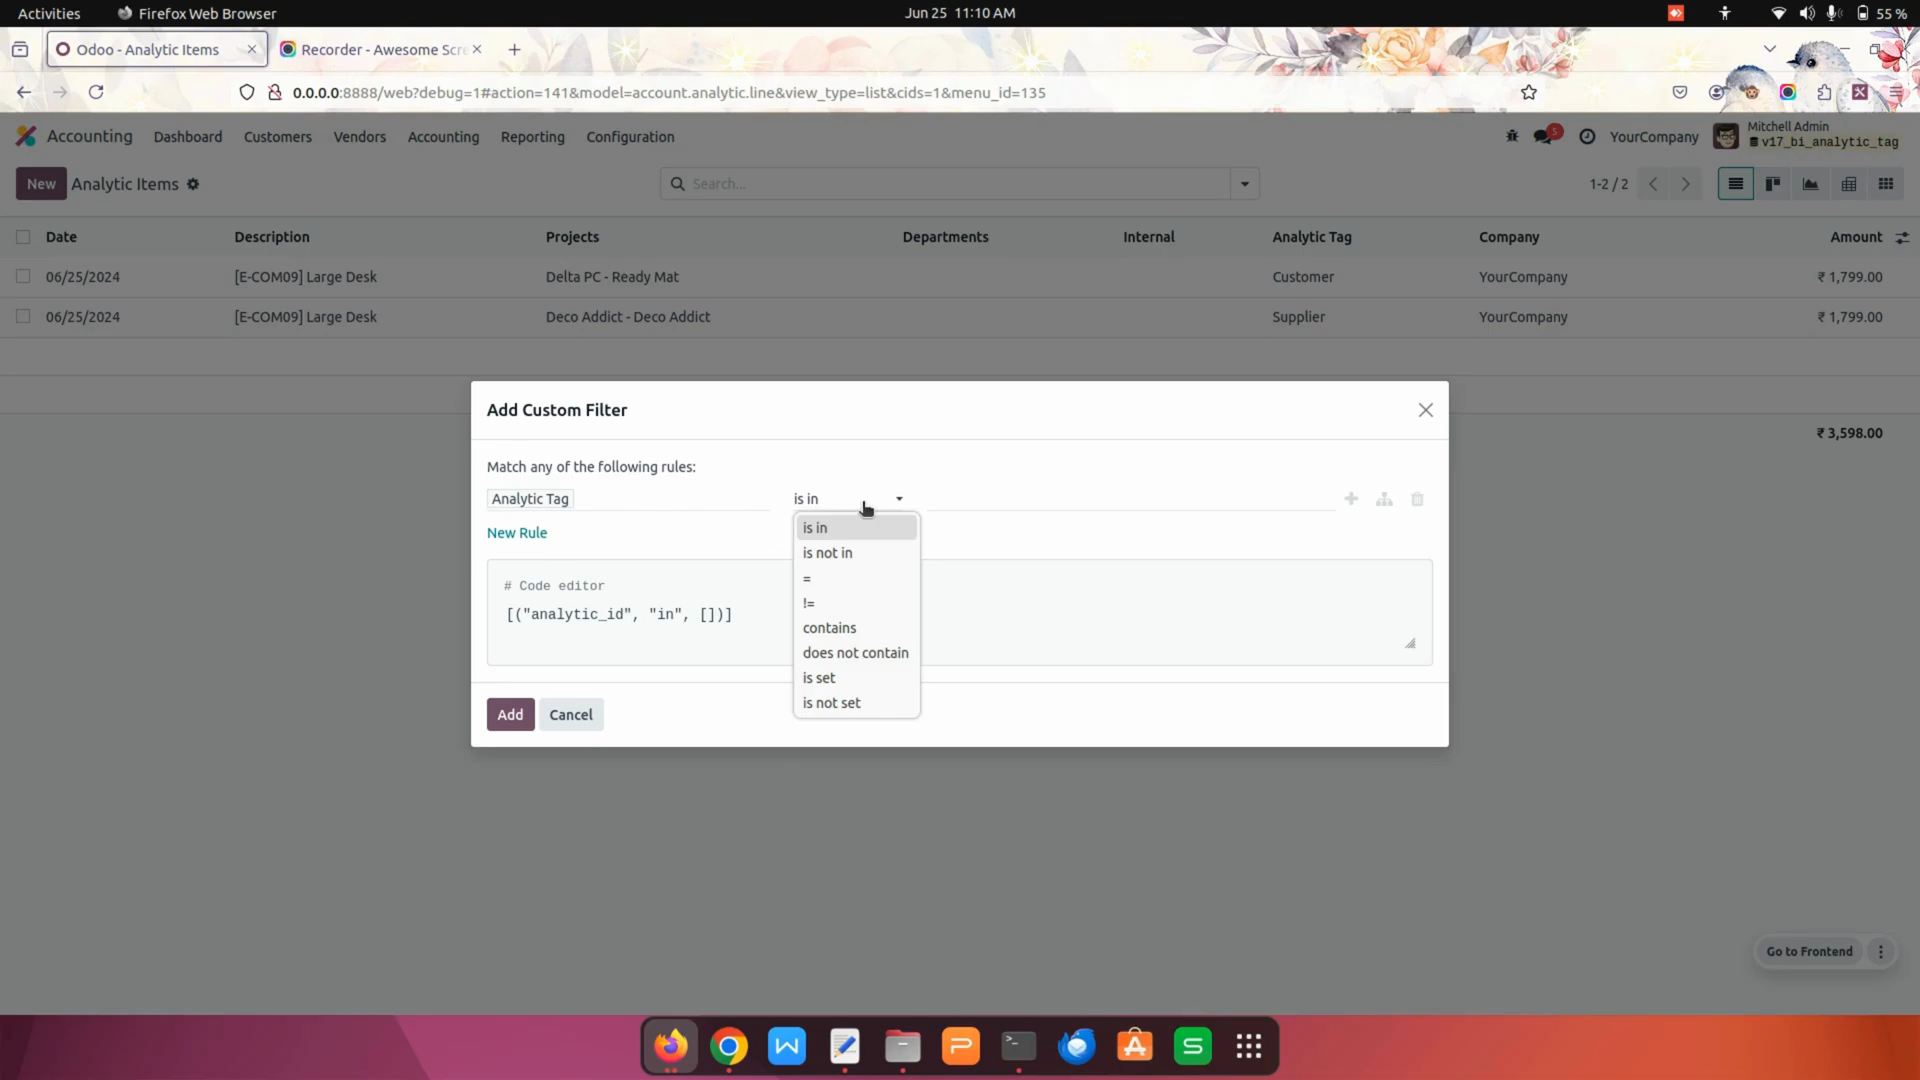 Activities Firefox Web Browser Jun 25 11:10 AM 55 %
Odoo - Analytic Items Recorder - Awesome Scre
0.0.0.0:8888/web?debug=1#action=141&model=account.analytic.line&view_type=list&cids=1&menu_id=135
Accounting Dashboard Customers Vendors Accounting Reporting Configuration 5 YourCompany Mitchell Admin
v17_bi_analytic_tag
New Analytic Items Search... 1-2 / 2
Date Description Projects Departments Internal Analytic Tag Company Amount
06/25/2024 [E-COM09] Large Desk Delta PC - Ready Mat Customer YourCompany ₹ 1,799.00
06/25/2024 [E-COM09] Large Desk Deco Addict - Deco Addict Supplier YourCompany ₹ 1,799.00
₹ 3,598.00
Add Custom Filter
Match any of the following rules:
Analytic Tag is in
New Rule
is in
is not in
=
!=
contains
does not contain
is set
is not set
# Code editor
[("analytic_id", "in", [])]
Add Cancel
Go to Frontend